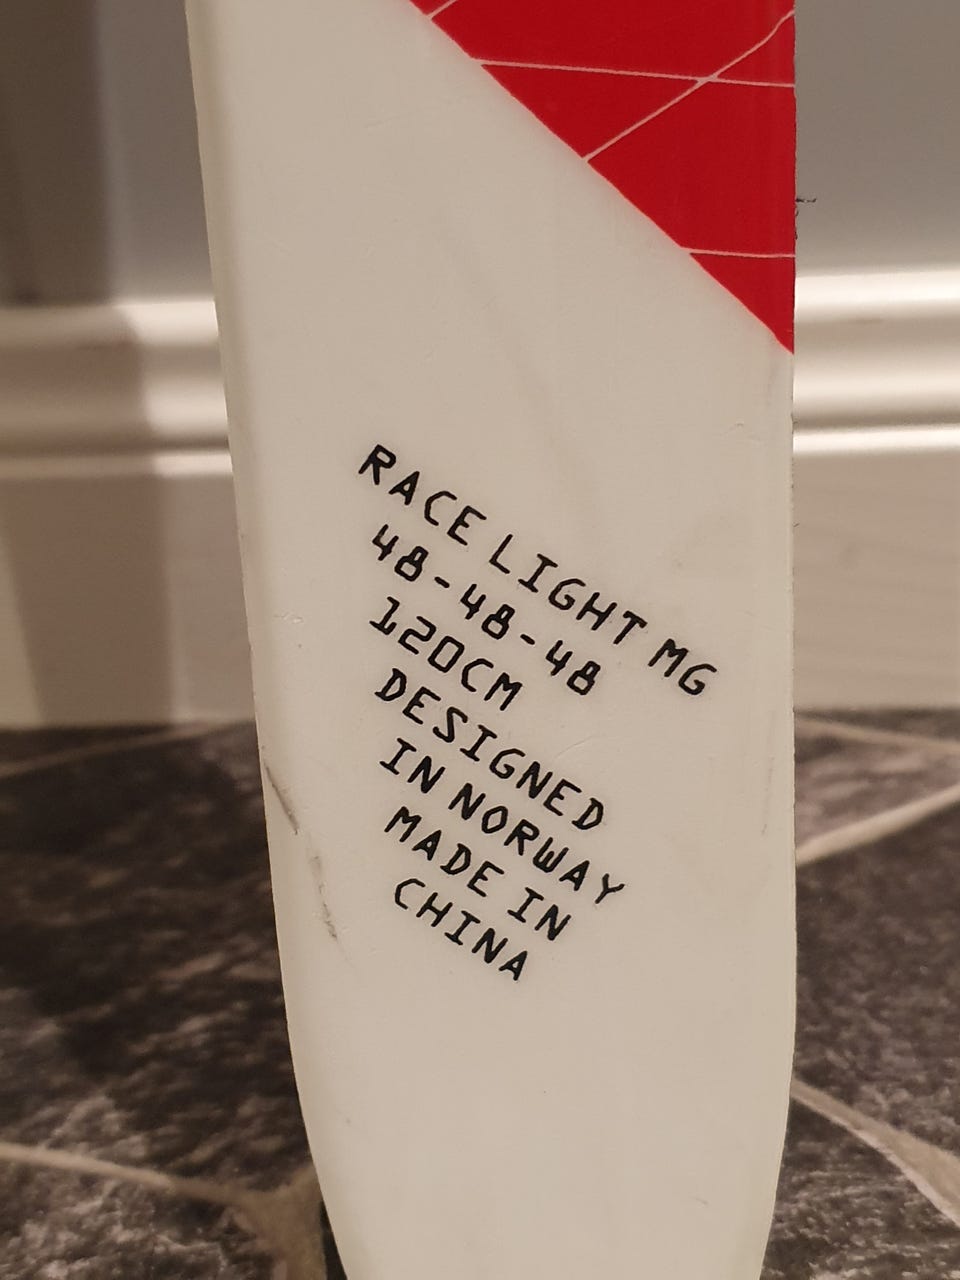 RACE LIGHT MG
48-48-48
120CM
DESIGNED
IN NORWAY
MADE IN
CHINA